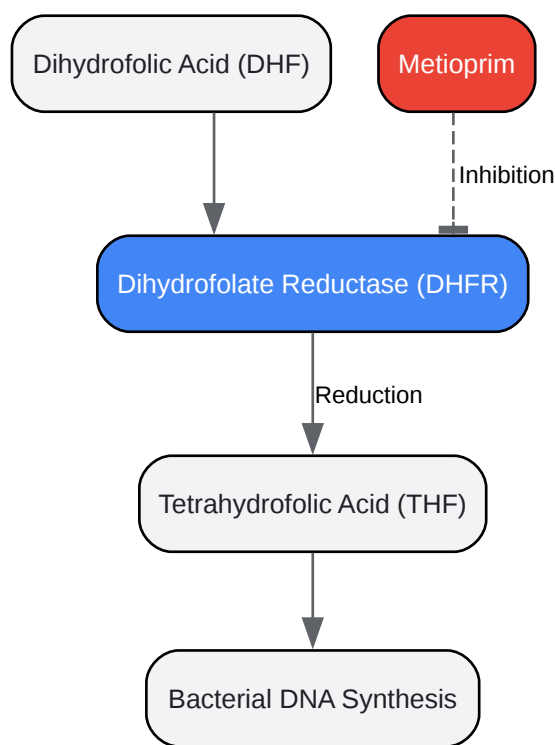 Dihydrofolic Acid (DHF)
Metioprim
Inhibition
Dihydrofolate Reductase (DHFR)
Reduction
Tetrahydrofolic Acid (THF)
Bacterial DNA Synthesis